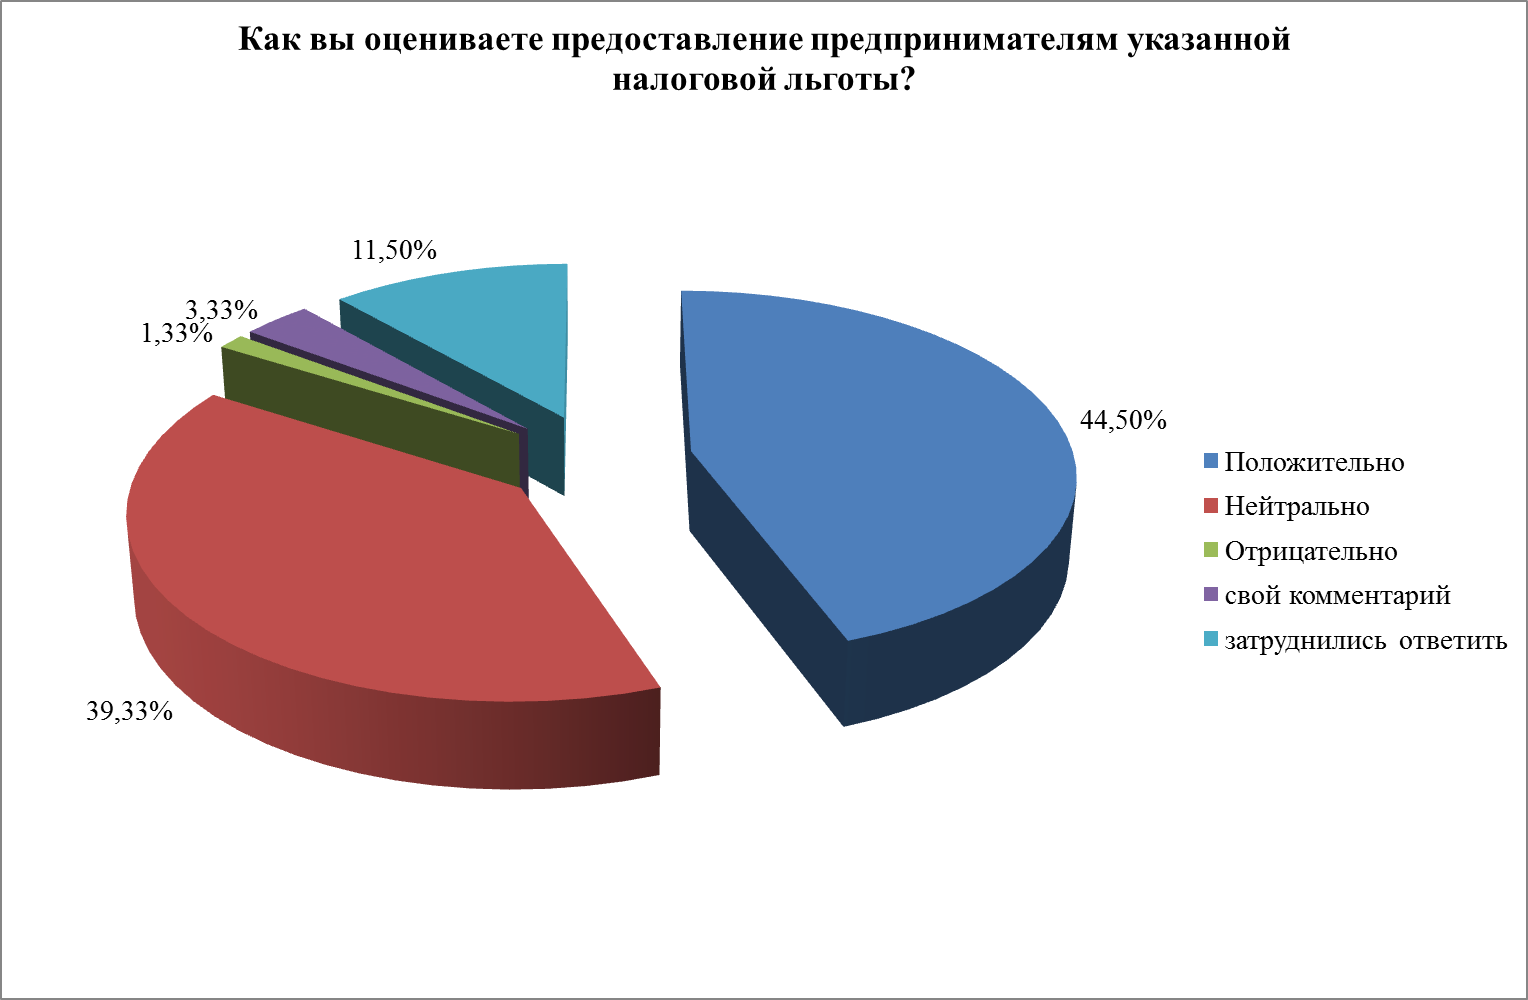 Как вы оцениваете предоставление предпринимателям указанной
налоговой льготы?
11,50%
3,33%
1,33%
44,50%
39,33%
Положительно
Нейтрально
Отрицательно
свой комментарий
затруднились ответить